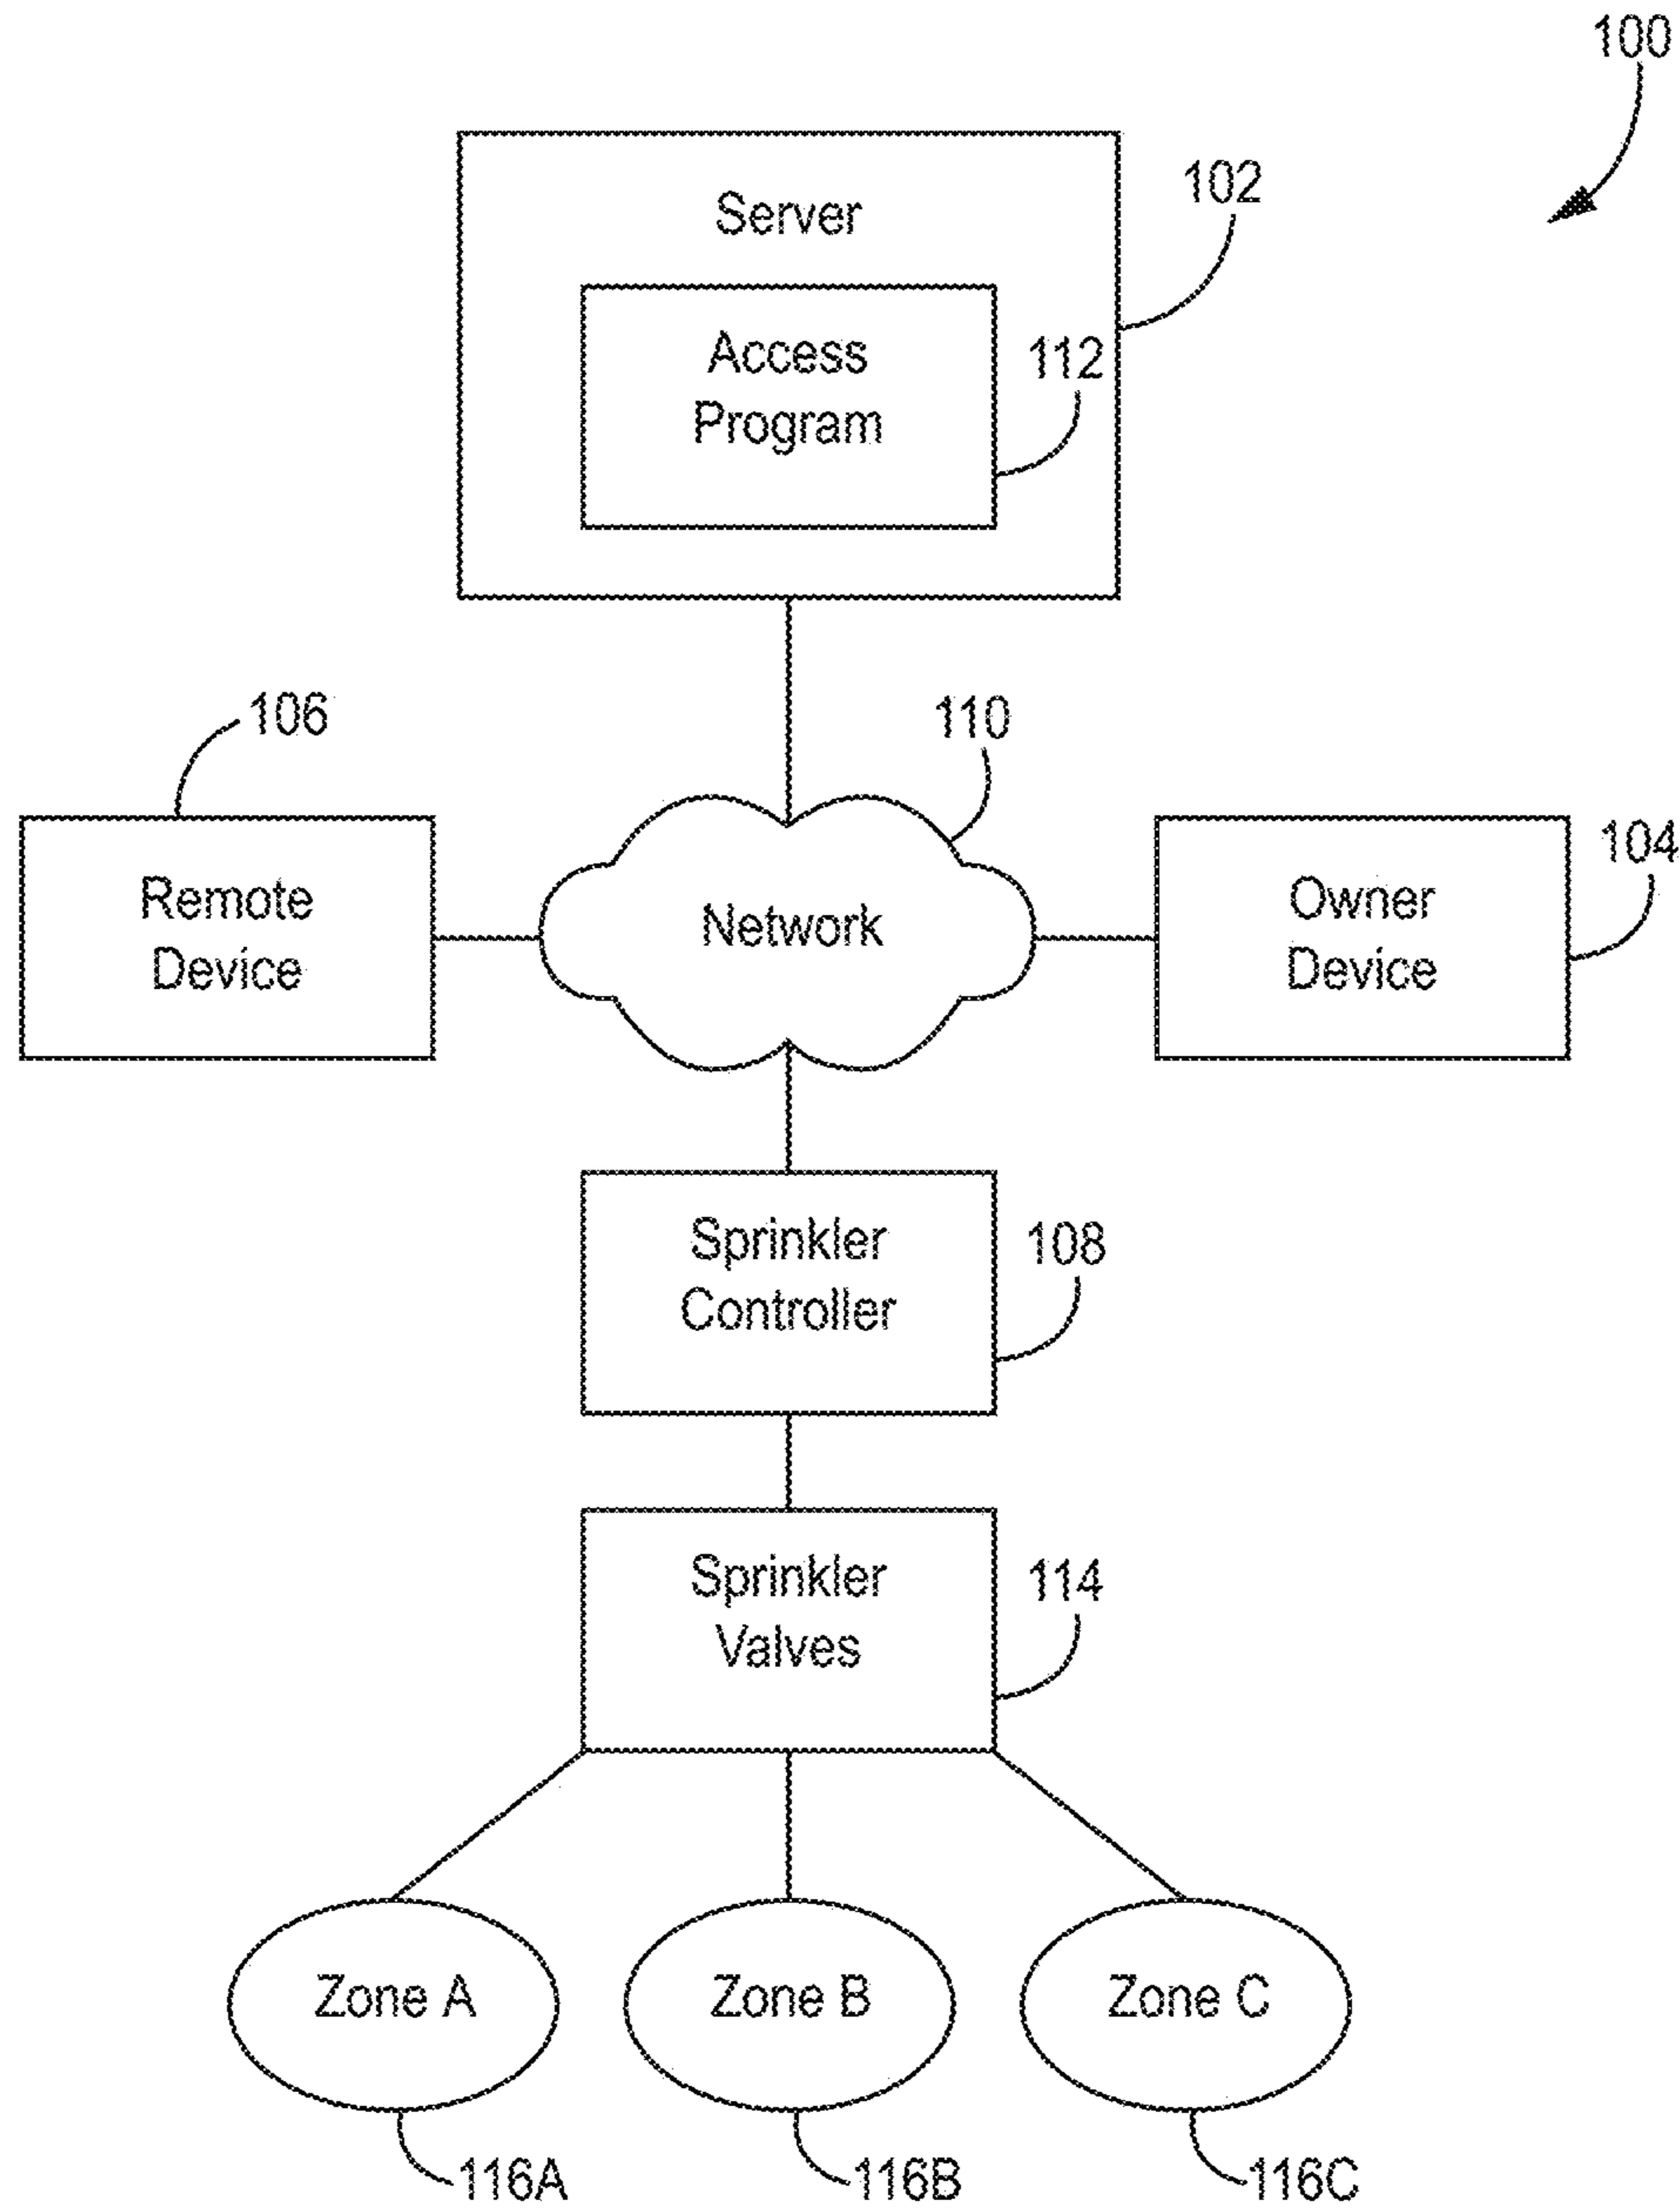 100
102
Server
Access
Program
112
106
110
104
Remote
Device
Network
Owner
Device
Sprinkler
Controller
108
Sprinkler
Valves
114
Zone A
Zone B
Zone C
116A
116B
116C